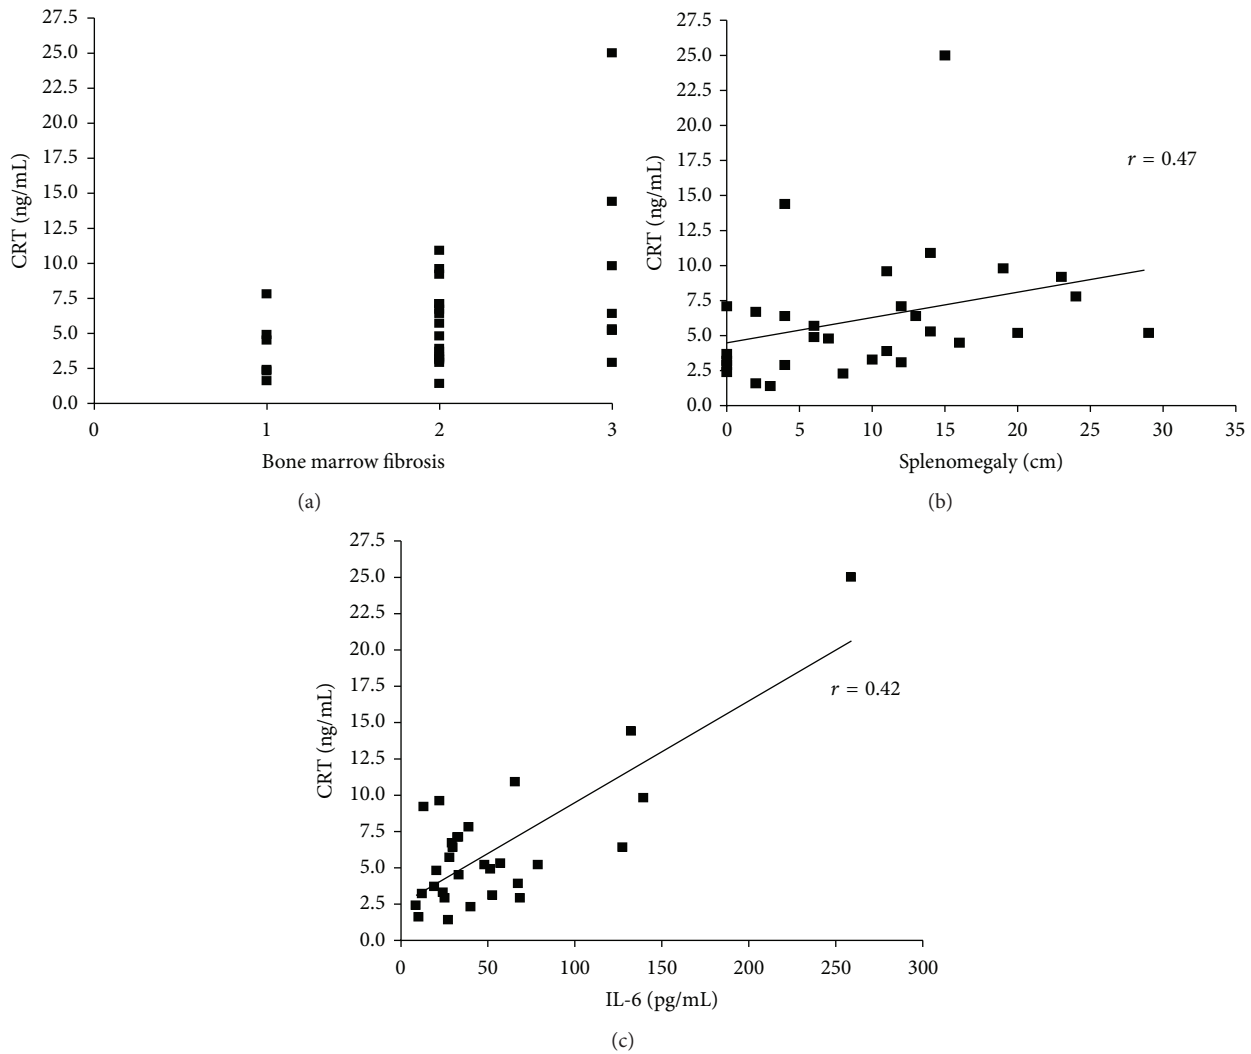 27.5
25.0
22.5
20.0
17.5
15.0
12.5
10.0
7.5
5.0
2.5
0.0
CRT (ng/mL)
0 1 2 3
Bone marrow fibrosis
(a)
27.5
25.0
22.5
20.0
17.5
15.0
12.5
10.0
7.5
5.0
2.5
0.0
CRT (ng/mL)
r = 0.47
0 5 10 15 20 25 30 35
Splenomegaly (cm)
(b)
27.5
25.0
22.5
20.0
17.5
15.0
12.5
10.0
7.5
5.0
2.5
0.0
CRT (ng/mL)
r = 0.42
0 50 100 150 200 250 300
IL-6 (pg/mL)
(c)